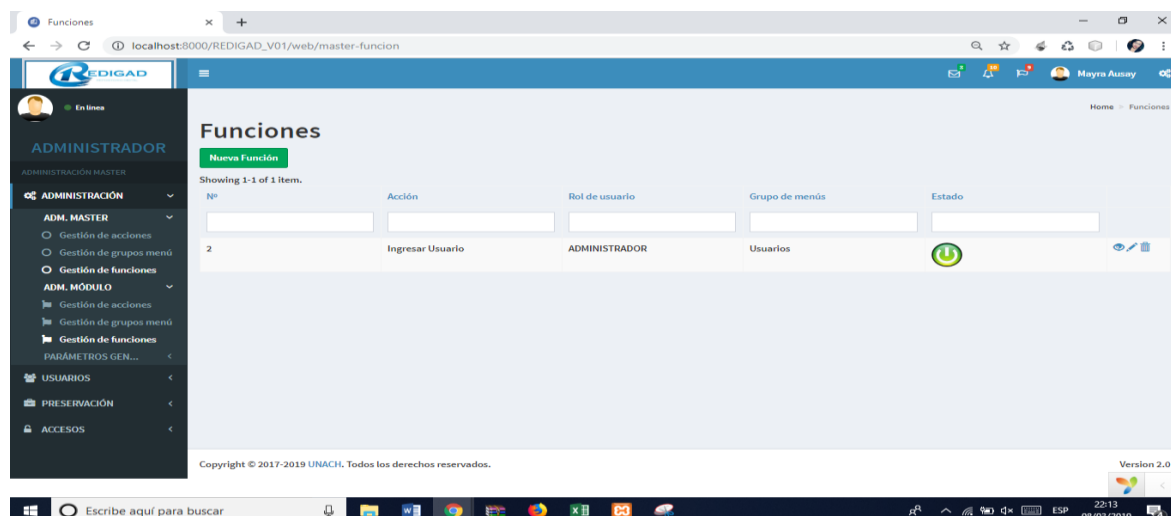 Funciones
localhost:8000/REDIGAD_V01/web/master-funcion
REDIGAD
Mayra Ausay
En línea
Home > Funciones
Funciones
ADMINISTRADOR
Nueva Función
ADMINISTRACIÓN MASTER
Showing 1-1 of 1 item.
ADMINISTRACIÓN
Nº Acción Rol de usuario Grupo de menús Estado
ADM. MASTER
Gestión de acciones
Gestión de grupos menú
2 Ingresar Usuario ADMINISTRADOR Usuarios
Gestión de funciones
ADM. MÓDULO
Gestión de acciones
Gestión de grupos menú
Gestión de funciones
PARÁMETROS GEN...
USUARIOS
PRESERVACIÓN
ACCESOS
Copyright © 2017-2019 UNACH. Todos los derechos reservados.
Version 2.0
Escribe aquí para buscar
ESP
22:13